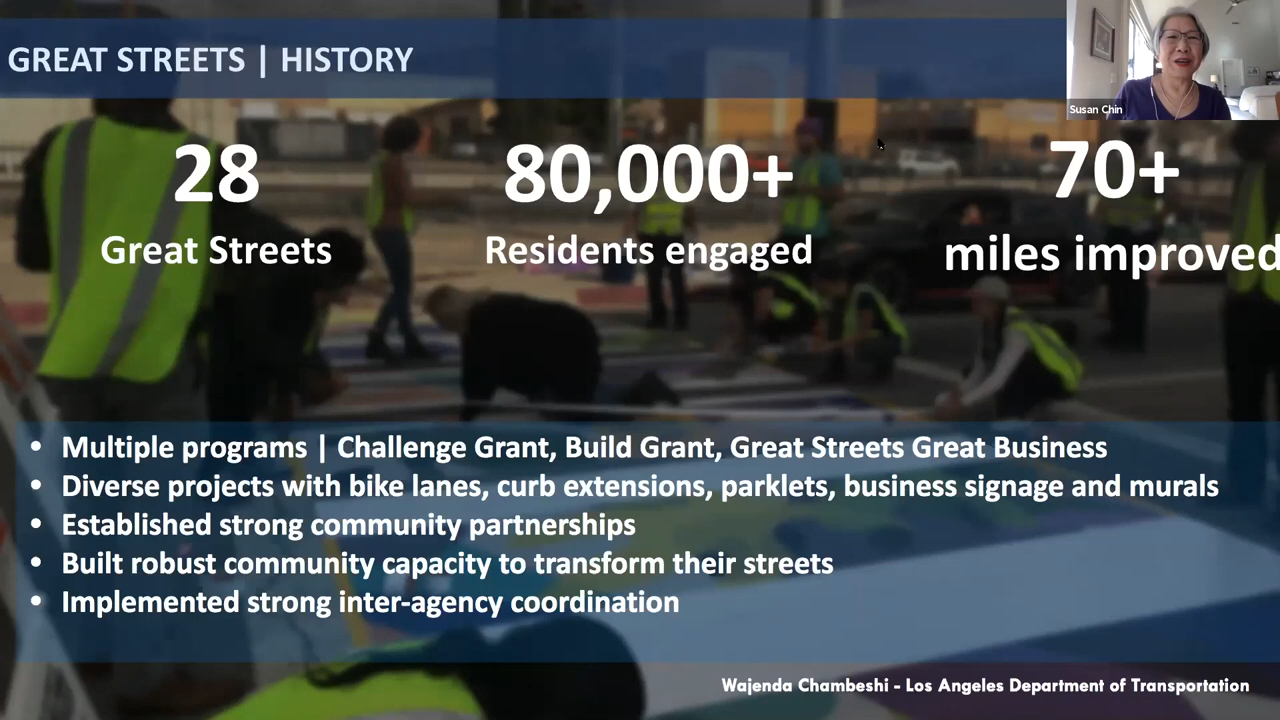 GREAT STREETS | HISTORY
Susan Chin
28
80,000+
70+
Great Streets
Residents engaged
miles improved
• Multiple programs | Challenge Grant, Build Grant, Great Streets Great Business
• Diverse projects with bike lanes, curb extensions, parklets, business signage and murals
• Established strong community partnerships
• Built robust community capacity to transform their streets
• Implemented strong inter-agency coordination
Wajenda Chambeshi - Los Angeles Department of Transportation